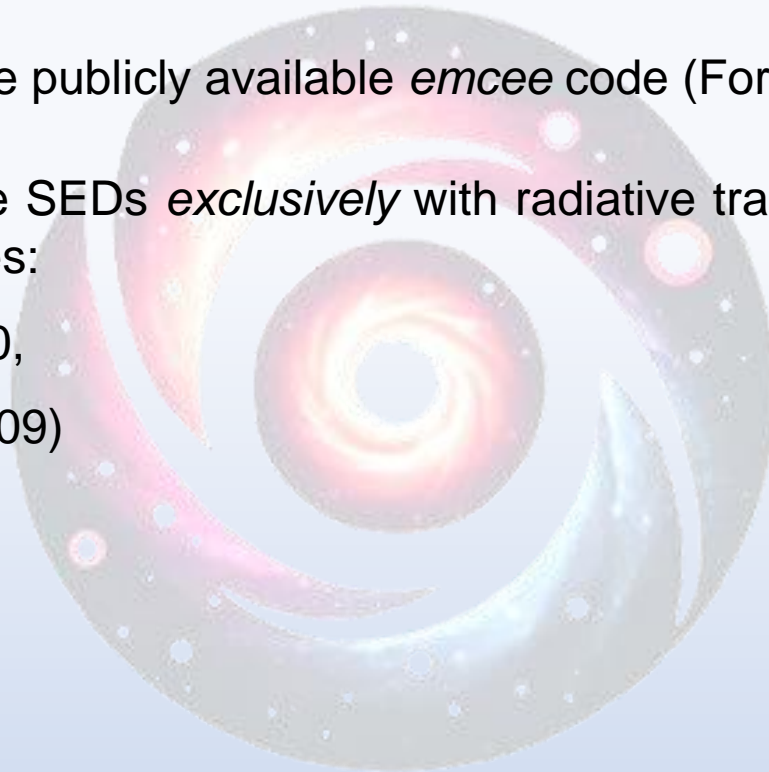 e publicly available emcee code (For
e SEDs exclusively with radiative tra
es:
0,
09)